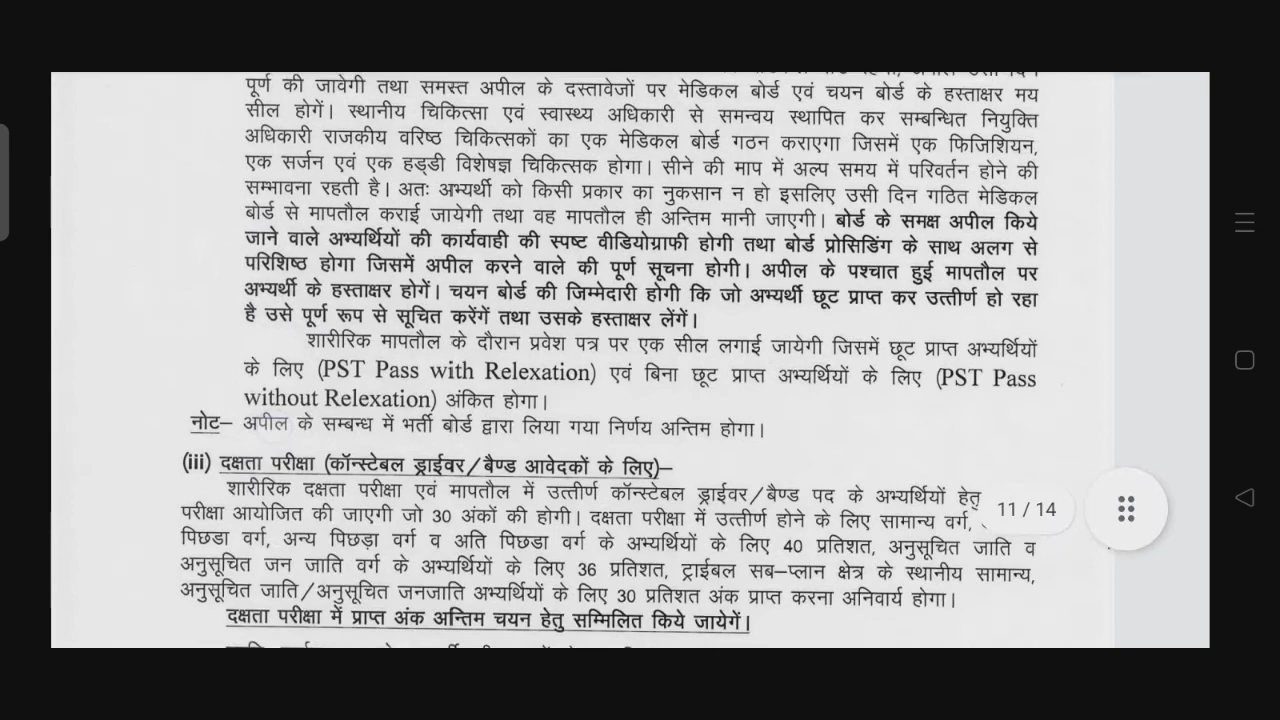 पूर्ण की जावेगी तथा समस्त अपील के दस्तावेजों पर मेडिकल बोर्ड एवं चयन बोर्ड के हस्ताक्षर मय
सील होगें। स्थानीय चिकित्सा एवं स्वास्थ्य अधिकारी से समन्वय स्थापित कर सम्बन्धित नियुक्ति
अधिकारी राजकीय वरिष्ठ चिकित्सकों का एक मेडिकल बोर्ड गठन कराएगा जिसमें एक फिजिशियन,
एक सर्जन एवं एक हड्डी विशेषज्ञ चिकित्सक होगा। सीने की माप में अल्प समय में परिवर्तन होने की
सम्भावना रहती है। अतः अभ्यर्थी को किसी प्रकार का नुकसान न हो इसलिए उसी दिन गठित मेडिकल
बोर्ड से मापतौल कराई जायेगी तथा वह मापतौल ही अन्तिम मानी जाएगी। बोर्ड के समक्ष अपील किये
जाने वाले अभ्यर्थियों की कार्यवाही की स्पष्ट वीडियोग्राफी होगी तथा बोर्ड प्रोसिडिंग के साथ अलग से
परिशिष्ठ होगा जिसमें अपील करने वाले की पूर्ण सूचना होगी। अपील के पश्चात हुई मापतौल पर
अभ्यर्थी के हस्ताक्षर होगें। चयन बोर्ड की जिम्मेदारी होगी कि जो अभ्यर्थी छूट प्राप्त कर उत्तीर्ण हो रहा
है उसे पूर्ण रूप से सूचित करेंगें तथा उसके हस्ताक्षर लेंगें।
शारीरिक मापतौल के दौरान प्रवेश पत्र पर एक सील लगाई जायेगी जिसमें छूट प्राप्त अभ्यर्थियों
के लिए (PST Pass with Relexation) एवं बिना छूट प्राप्त अभ्यर्थियों के लिए (PST Pass
without Relexation) अंकित होगा।
नोट– अपील के सम्बन्ध में भर्ती बोर्ड द्वारा लिया गया निर्णय अन्तिम होगा।
(iii) दक्षता परीक्षा (कॉन्स्टेबल ड्राईवर/बैण्ड आवेदकों के लिए)–
शारीरिक दक्षता परीक्षा एवं मापतौल में उत्तीर्ण कॉन्स्टेबल ड्राईवर/बैण्ड पद के अभ्यर्थियों हेतु
परीक्षा आयोजित की जाएगी जो 30 अंकों की होगी। दक्षता परीक्षा में उत्तीर्ण होने के लिए सामान्य वर्ग,
11 / 14
पिछडा वर्ग, अन्य पिछड़ा वर्ग व अति पिछडा वर्ग के अभ्यर्थियों के लिए 40 प्रतिशत, अनुसूचित जाति व
अनुसूचित जन जाति वर्ग के अभ्यर्थियों के लिए 36 प्रतिशत, ट्राईबल सब–प्लान क्षेत्र के स्थानीय सामान्य,
अनुसूचित जाति/अनुसूचित जनजाति अभ्यर्थियों के लिए 30 प्रतिशत अंक प्राप्त करना अनिवार्य होगा।
दक्षता परीक्षा में प्राप्त अंक अन्तिम चयन हेतु सम्मिलित किये जायेगें।